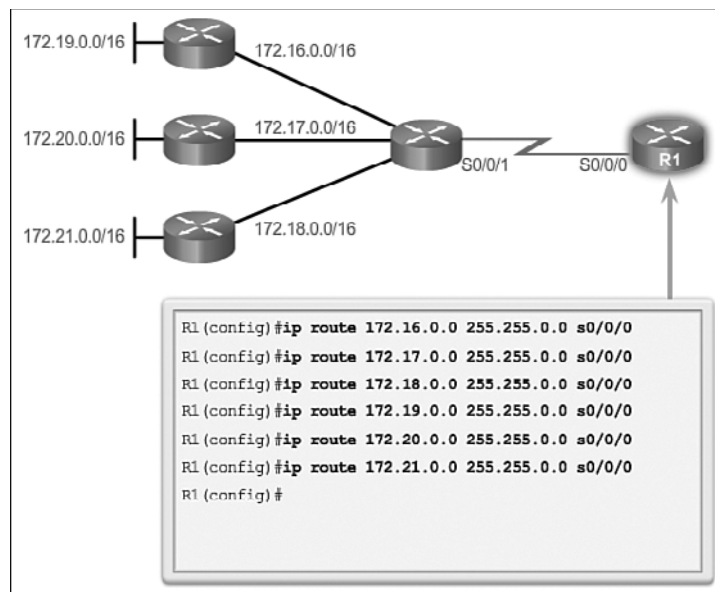 172.19.0.0/16
172.16.0.0/16
172.20.0.0/16
172.17.0.0/16
S0/0/1
S0/0/0
R1
172.21.0.0/16
172.18.0.0/16
R1(config)#ip route 172.16.0.0 255.255.0.0 s0/0/0
R1(config)#ip route 172.17.0.0 255.255.0.0 s0/0/0
R1(config)#ip route 172.18.0.0 255.255.0.0 s0/0/0
R1(config)#ip route 172.19.0.0 255.255.0.0 s0/0/0
R1(config)#ip route 172.20.0.0 255.255.0.0 s0/0/0
R1(config)#ip route 172.21.0.0 255.255.0.0 s0/0/0
R1(config)#